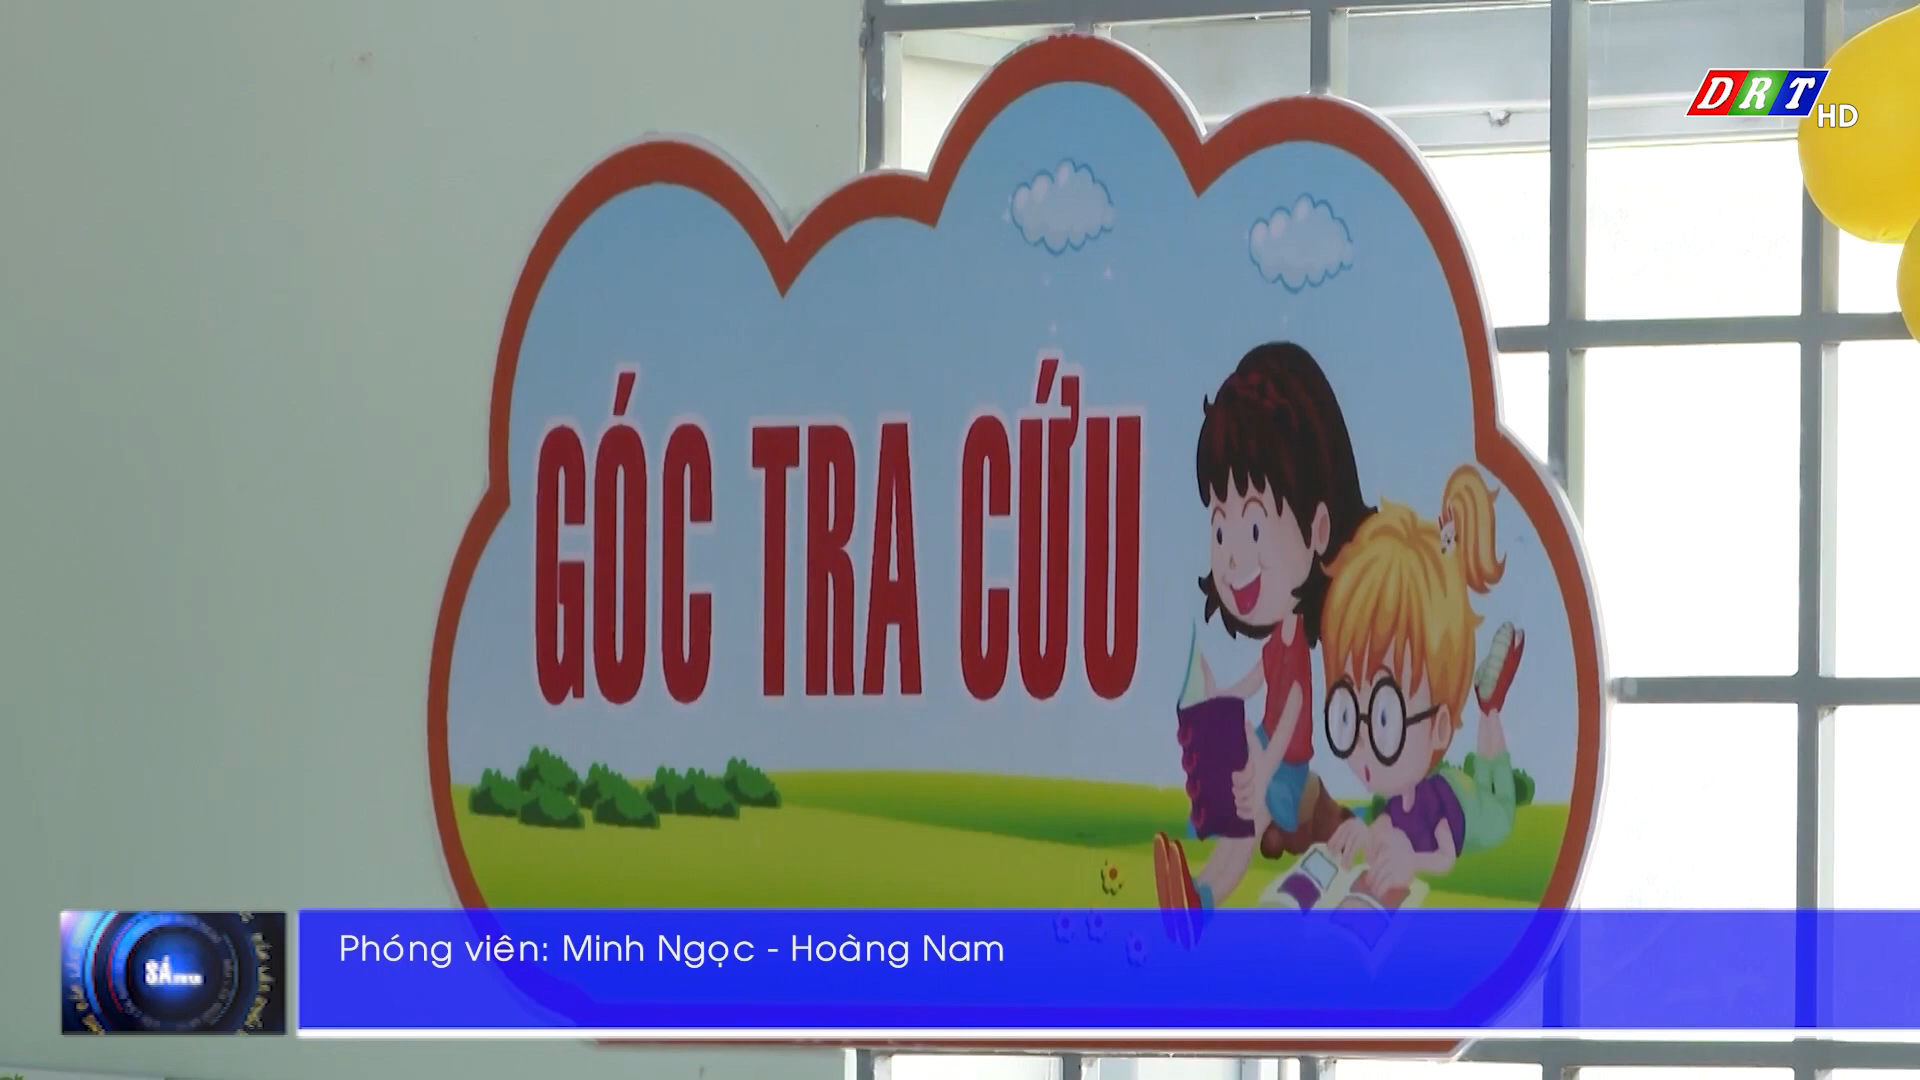 DRT HD
GÓC TRA CỨU
Phóng viên: Minh Ngọc - Hoàng Nam